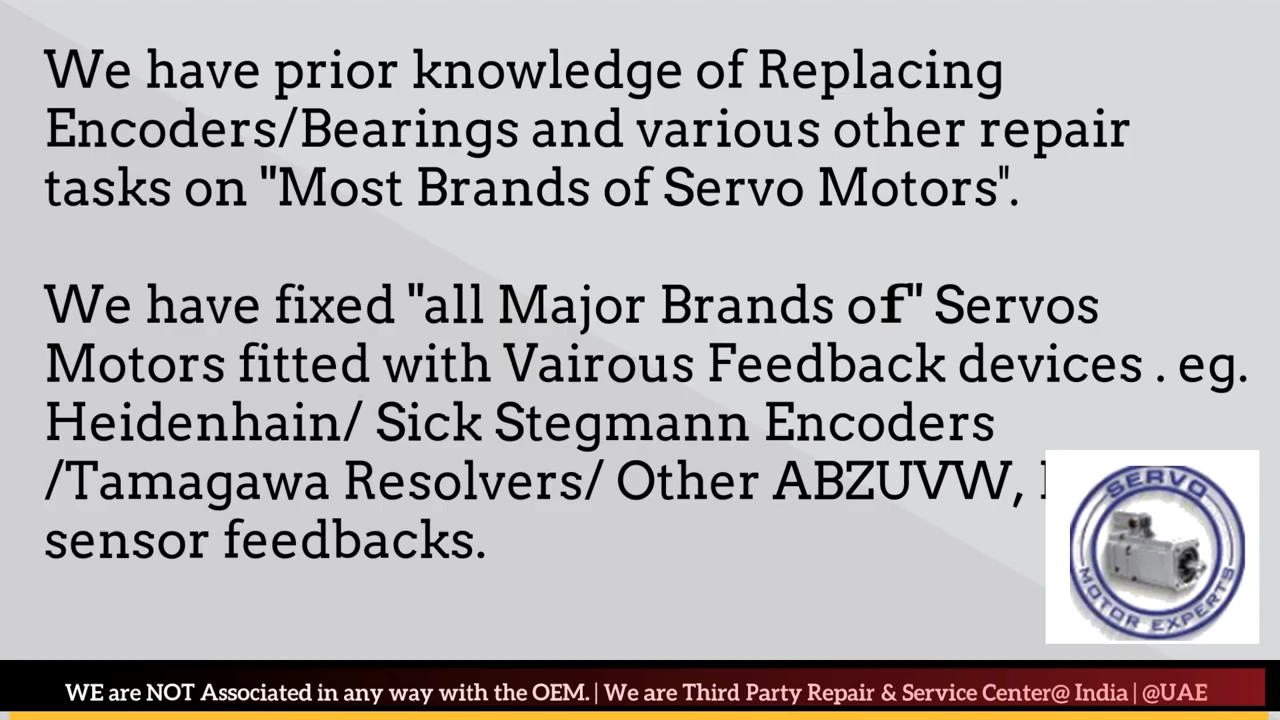 We have prior knowledge of Replacing
Encoders/Bearings and various other repair
tasks on "Most Brands of Servo Motors".
We have fixed "all Major Brands of" Servos
Motors fitted with Vairous Feedback devices . eg.
Heidenhain/ Sick Stegmann Encoders
/Tamagawa Resolvers/ Other ABZUVW,
sensor feedbacks.
SERVO
MOTOR EXPERTS
WE are NOT Associated in any way with the OEM. | We are Third Party Repair & Service Center@ India | @UAE